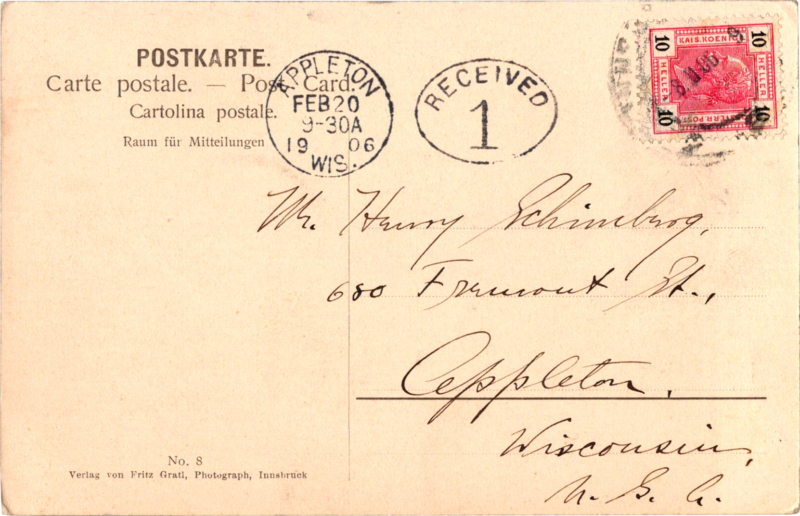 POSTKARTE.
Carte postale. — Post Card.
Cartolina postale.
Raum für Mitteilungen
APPLETON
FEB 20
9-30A
19 06
WIS.
RECEIVED
1
10 10
KAIS. KOENIG
HELLER HELLER
10 10
Mr. Henry Schimberg,
680 Fremont St.,
Appleton,
Wisconsin,
U. S. A.
No. 8
Verlag von Fritz Gratl, Photograph, Innsbruck